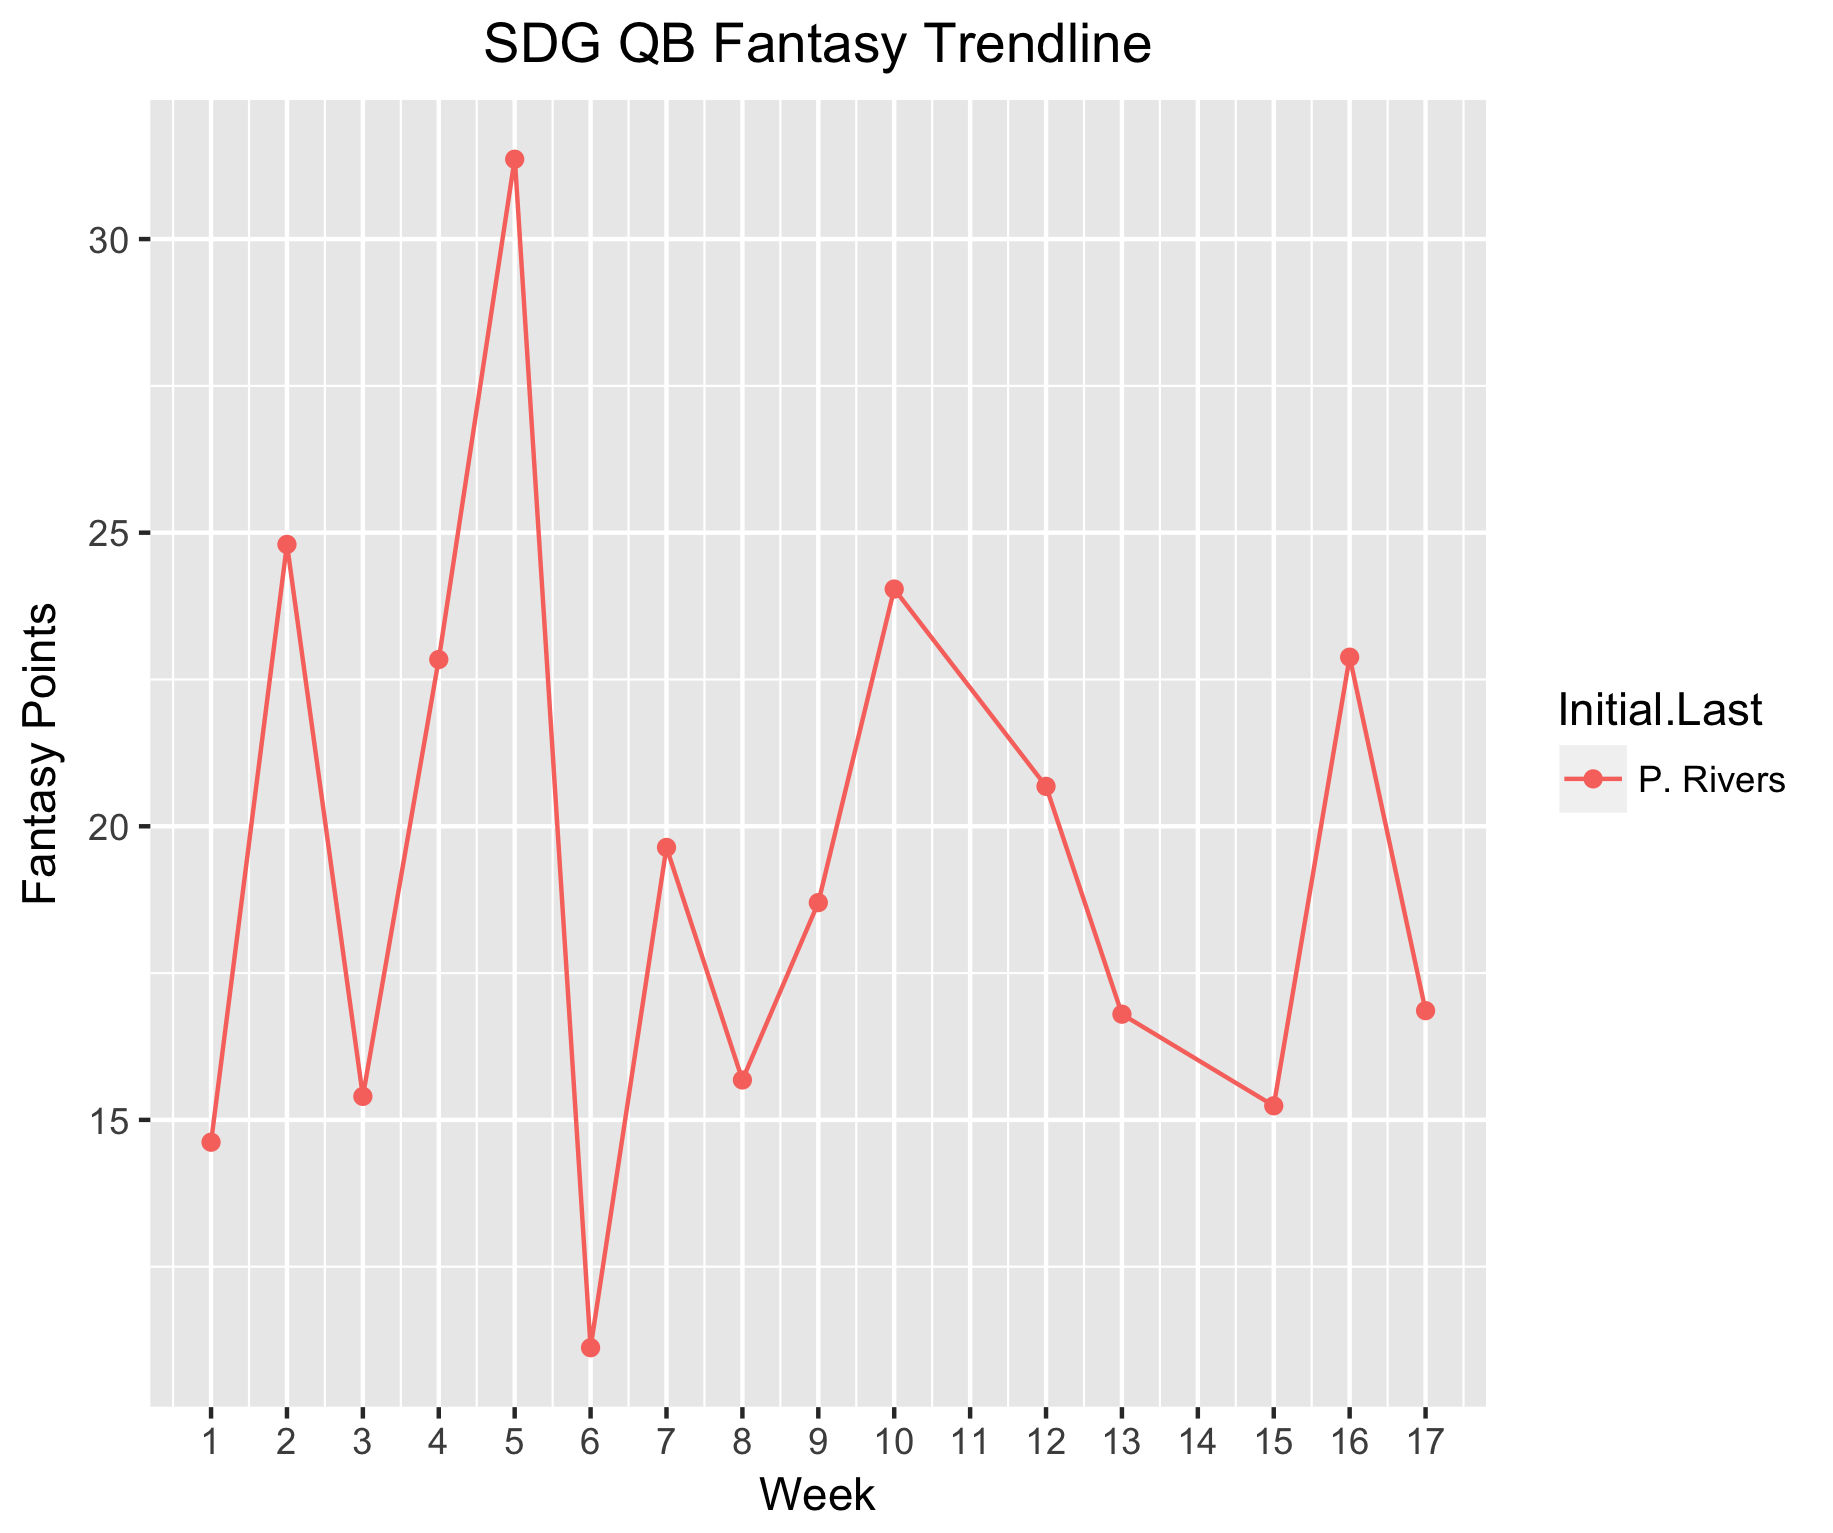 SDG QB Fantasy Trendline
Fantasy Points
30
25
20
15
1 2 3 4 5 6 7 8 9 10 11 12 13 14 15 16 17
Week
Initial.Last
P. Rivers